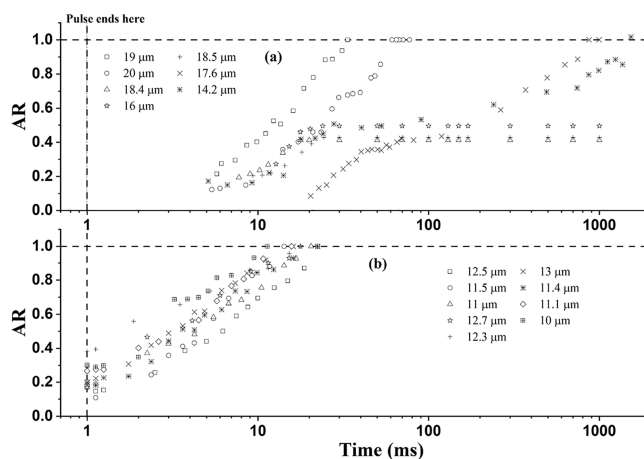 Pulse ends here
1.0
0.8
0.6
0.4
0.2
0.0
AR
(a)
19 μm
20 μm
18.4 μm
16 μm
18.5 μm
17.6 μm
14.2 μm
1
10
100
1000
1.0
0.8
0.6
0.4
0.2
0.0
AR
(b)
12.5 μm
11.5 μm
11 μm
12.7 μm
12.3 μm
13 μm
11.4 μm
11.1 μm
10 μm
1
10
100
1000
Time (ms)